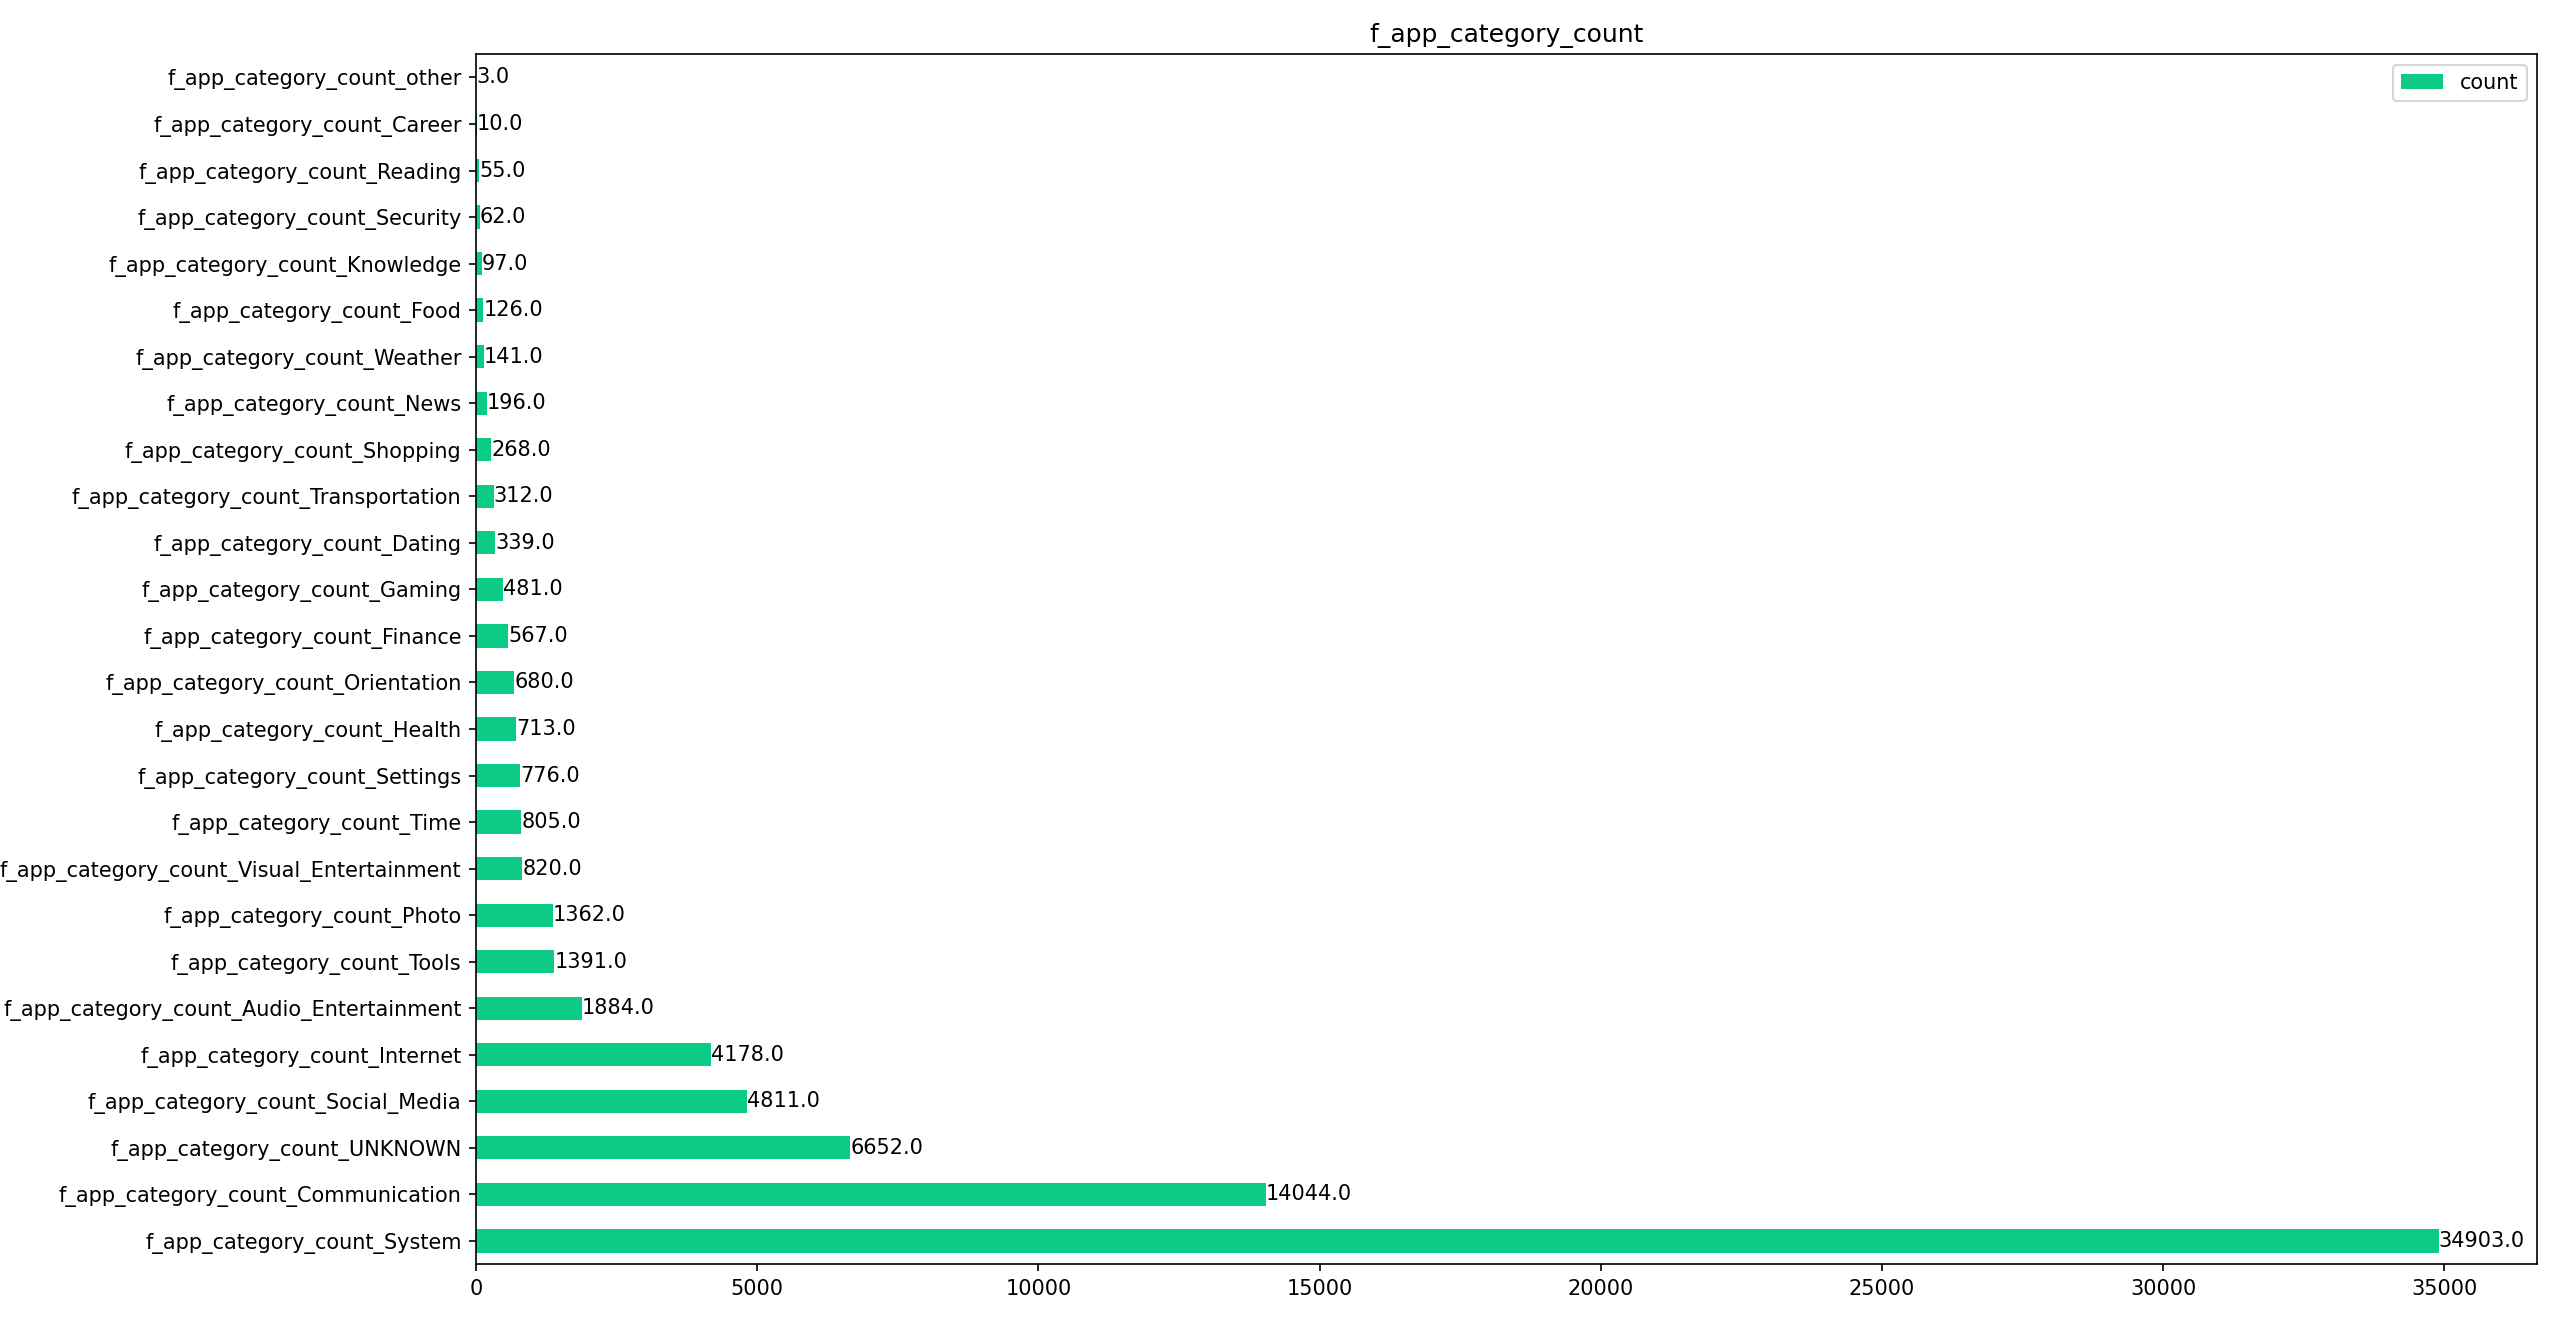 f_app_category_count
count
f_app_category_count_other 3.0
f_app_category_count_Career 10.0
f_app_category_count_Reading 55.0
f_app_category_count_Security 62.0
f_app_category_count_Knowledge 97.0
f_app_category_count_Food 126.0
f_app_category_count_Weather 141.0
f_app_category_count_News 196.0
f_app_category_count_Shopping 268.0
f_app_category_count_Transportation 312.0
f_app_category_count_Dating 339.0
f_app_category_count_Gaming 481.0
f_app_category_count_Finance 567.0
f_app_category_count_Orientation 680.0
f_app_category_count_Health 713.0
f_app_category_count_Settings 776.0
f_app_category_count_Time 805.0
f_app_category_count_Visual_Entertainment 820.0
f_app_category_count_Photo 1362.0
f_app_category_count_Tools 1391.0
f_app_category_count_Audio_Entertainment 1884.0
f_app_category_count_Internet 4178.0
f_app_category_count_Social_Media 4811.0
f_app_category_count_UNKNOWN 6652.0
f_app_category_count_Communication 14044.0
f_app_category_count_System 34903.0
0 5000 10000 15000 20000 25000 30000 35000